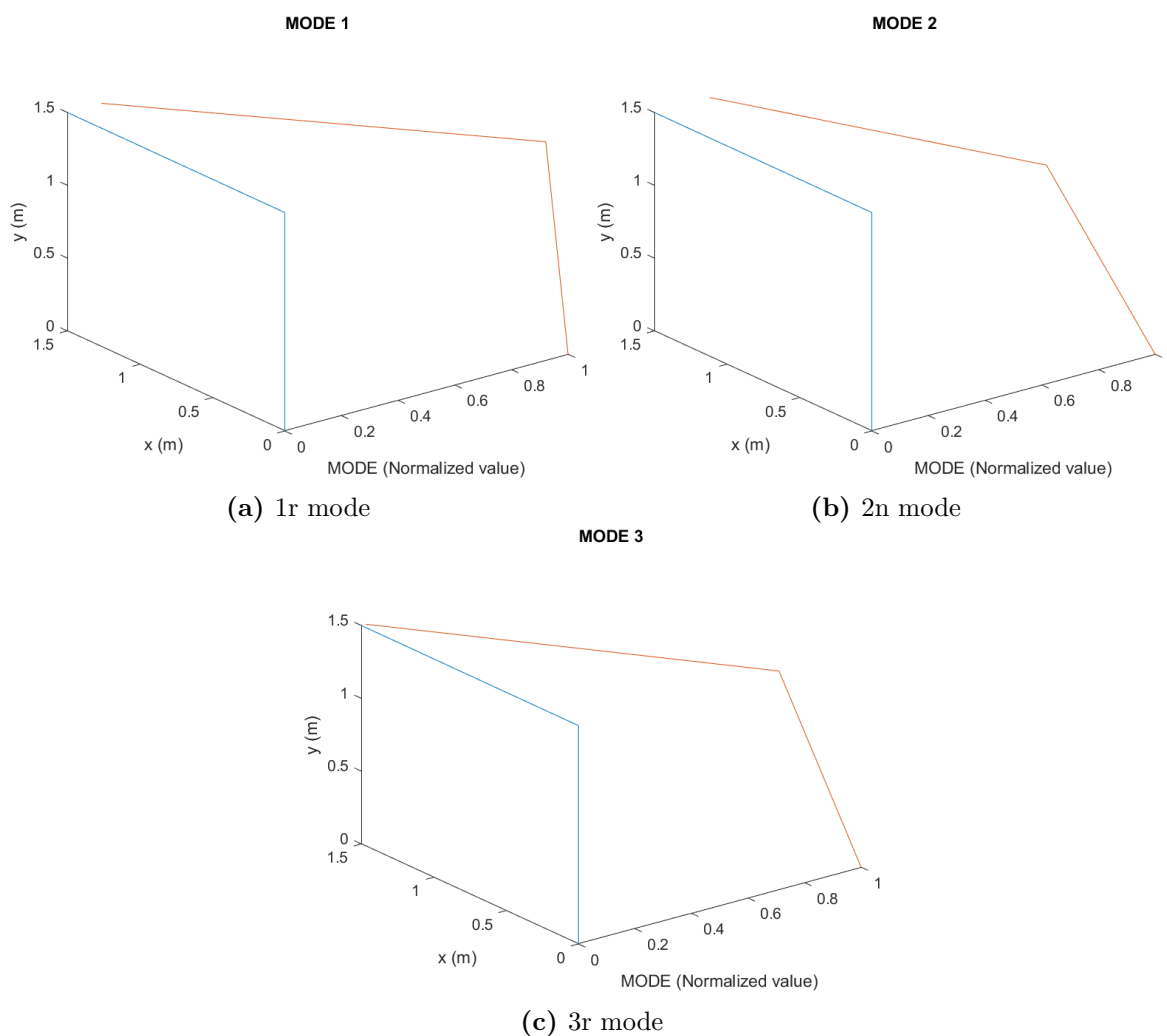 MODE 1
1.5
1
0.5
0
y (m)
1.5
1
0.5
0
x (m)
0
0.2
0.4
0.6
0.8
1
MODE (Normalized value)
(a) 1r mode
MODE 2
1.5
1
0.5
0
y (m)
1.5
1
0.5
0
x (m)
0
0.2
0.4
0.6
0.8
MODE (Normalized value)
(b) 2n mode
MODE 3
1.5
1
0.5
0
y (m)
1.5
1
0.5
0
x (m)
0
0.2
0.4
0.6
0.8
1
MODE (Normalized value)
(c) 3r mode